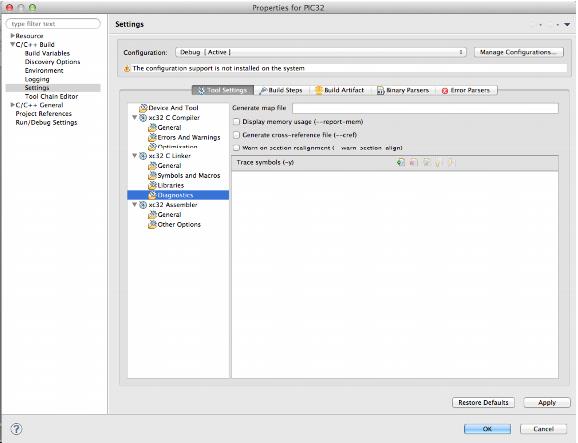 Properties for PIC32
type filter text
Resource
C/C++ Build
Build Variables
Discovery Options
Environment
Logging
Settings
Tool Chain Editor
C/C++ General
Project References
Run/Debug Settings
Settings
Configuration: Debug [ Active ] Manage Configurations...
The configuration support is not installed on the system
Tool Settings Build Steps Build Artifact Binary Parsers Error Parsers
Device And Tool
xc32 C Compiler
General
Errors And Warnings
Optimization
xc32 C Linker
General
Symbols and Macros
Libraries
Diagnostics
xc32 Assembler
General
Other Options
Generate map file
Display memory usage (--report-mem)
Generate cross-reference file (--cref)
Warn on section realignment (--warn-section-align)
Trace symbols (-y)
Restore Defaults Apply
? OK Cancel